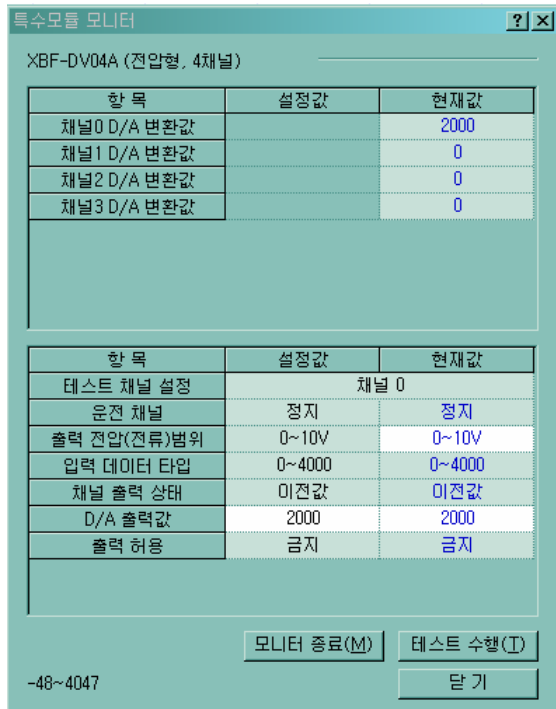 특수모듈 모니터
XBF-DV04A (전압형, 4채널)
항 목 설정값 현재값
채널0 D/A 변환값 2000
채널1 D/A 변환값 0
채널2 D/A 변환값 0
채널3 D/A 변환값 0
항 목 설정값 현재값
테스트 채널 설정 채널 0
운전 채널 정지 정지
출력 전압(전류)범위 0~10V 0~10V
입력 데이터 타입 0~4000 0~4000
채널 출력 상태 이전값 이전값
D/A 출력값 2000 2000
출력 허용 금지 금지
모니터 종료(M) 테스트 수행(T)
-48~4047 닫 기